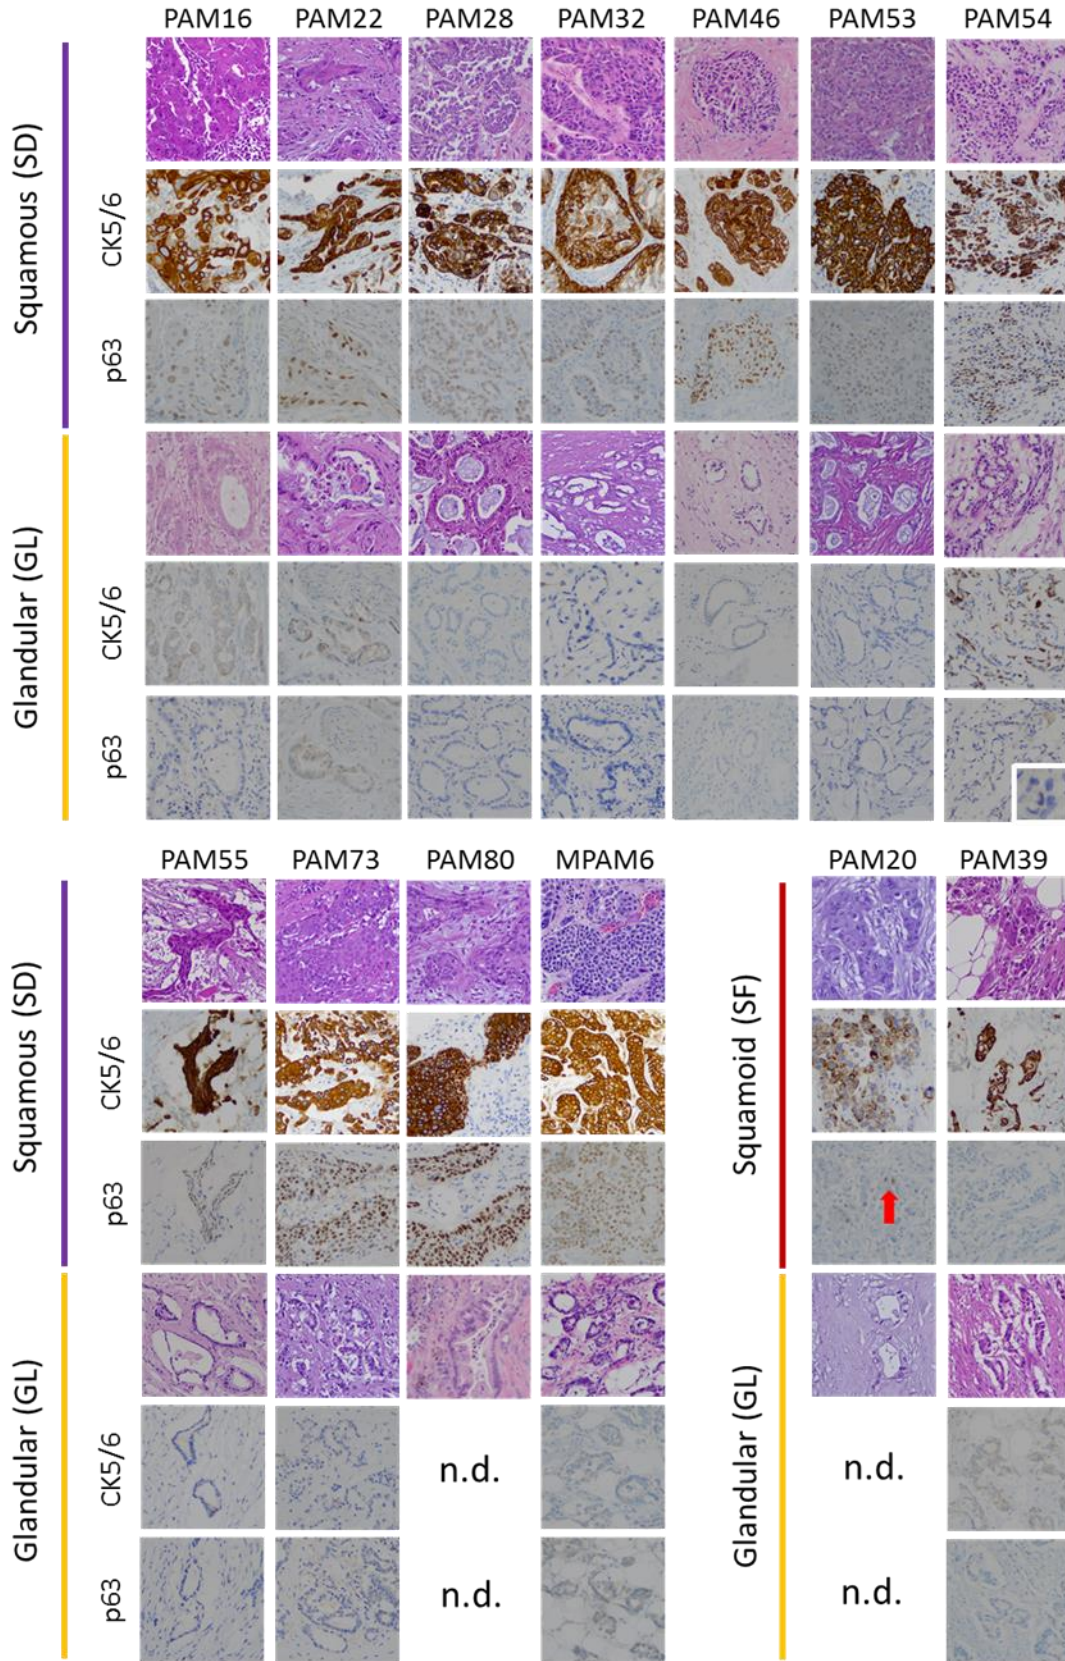 PAM16 PAM22 PAM28 PAM32 PAM46 PAM53 PAM54
Squamous (SD)
CK5/6
p63
Glandular (GL)
CK5/6
p63
PAM55 PAM73 PAM80 MPAM6 PAM20 PAM39
Squamous (SD)
CK5/6
p63
Squamoid (SF)
Glandular (GL)
CK5/6
n.d.
p63
n.d.
Glandular (GL)
n.d.
n.d.